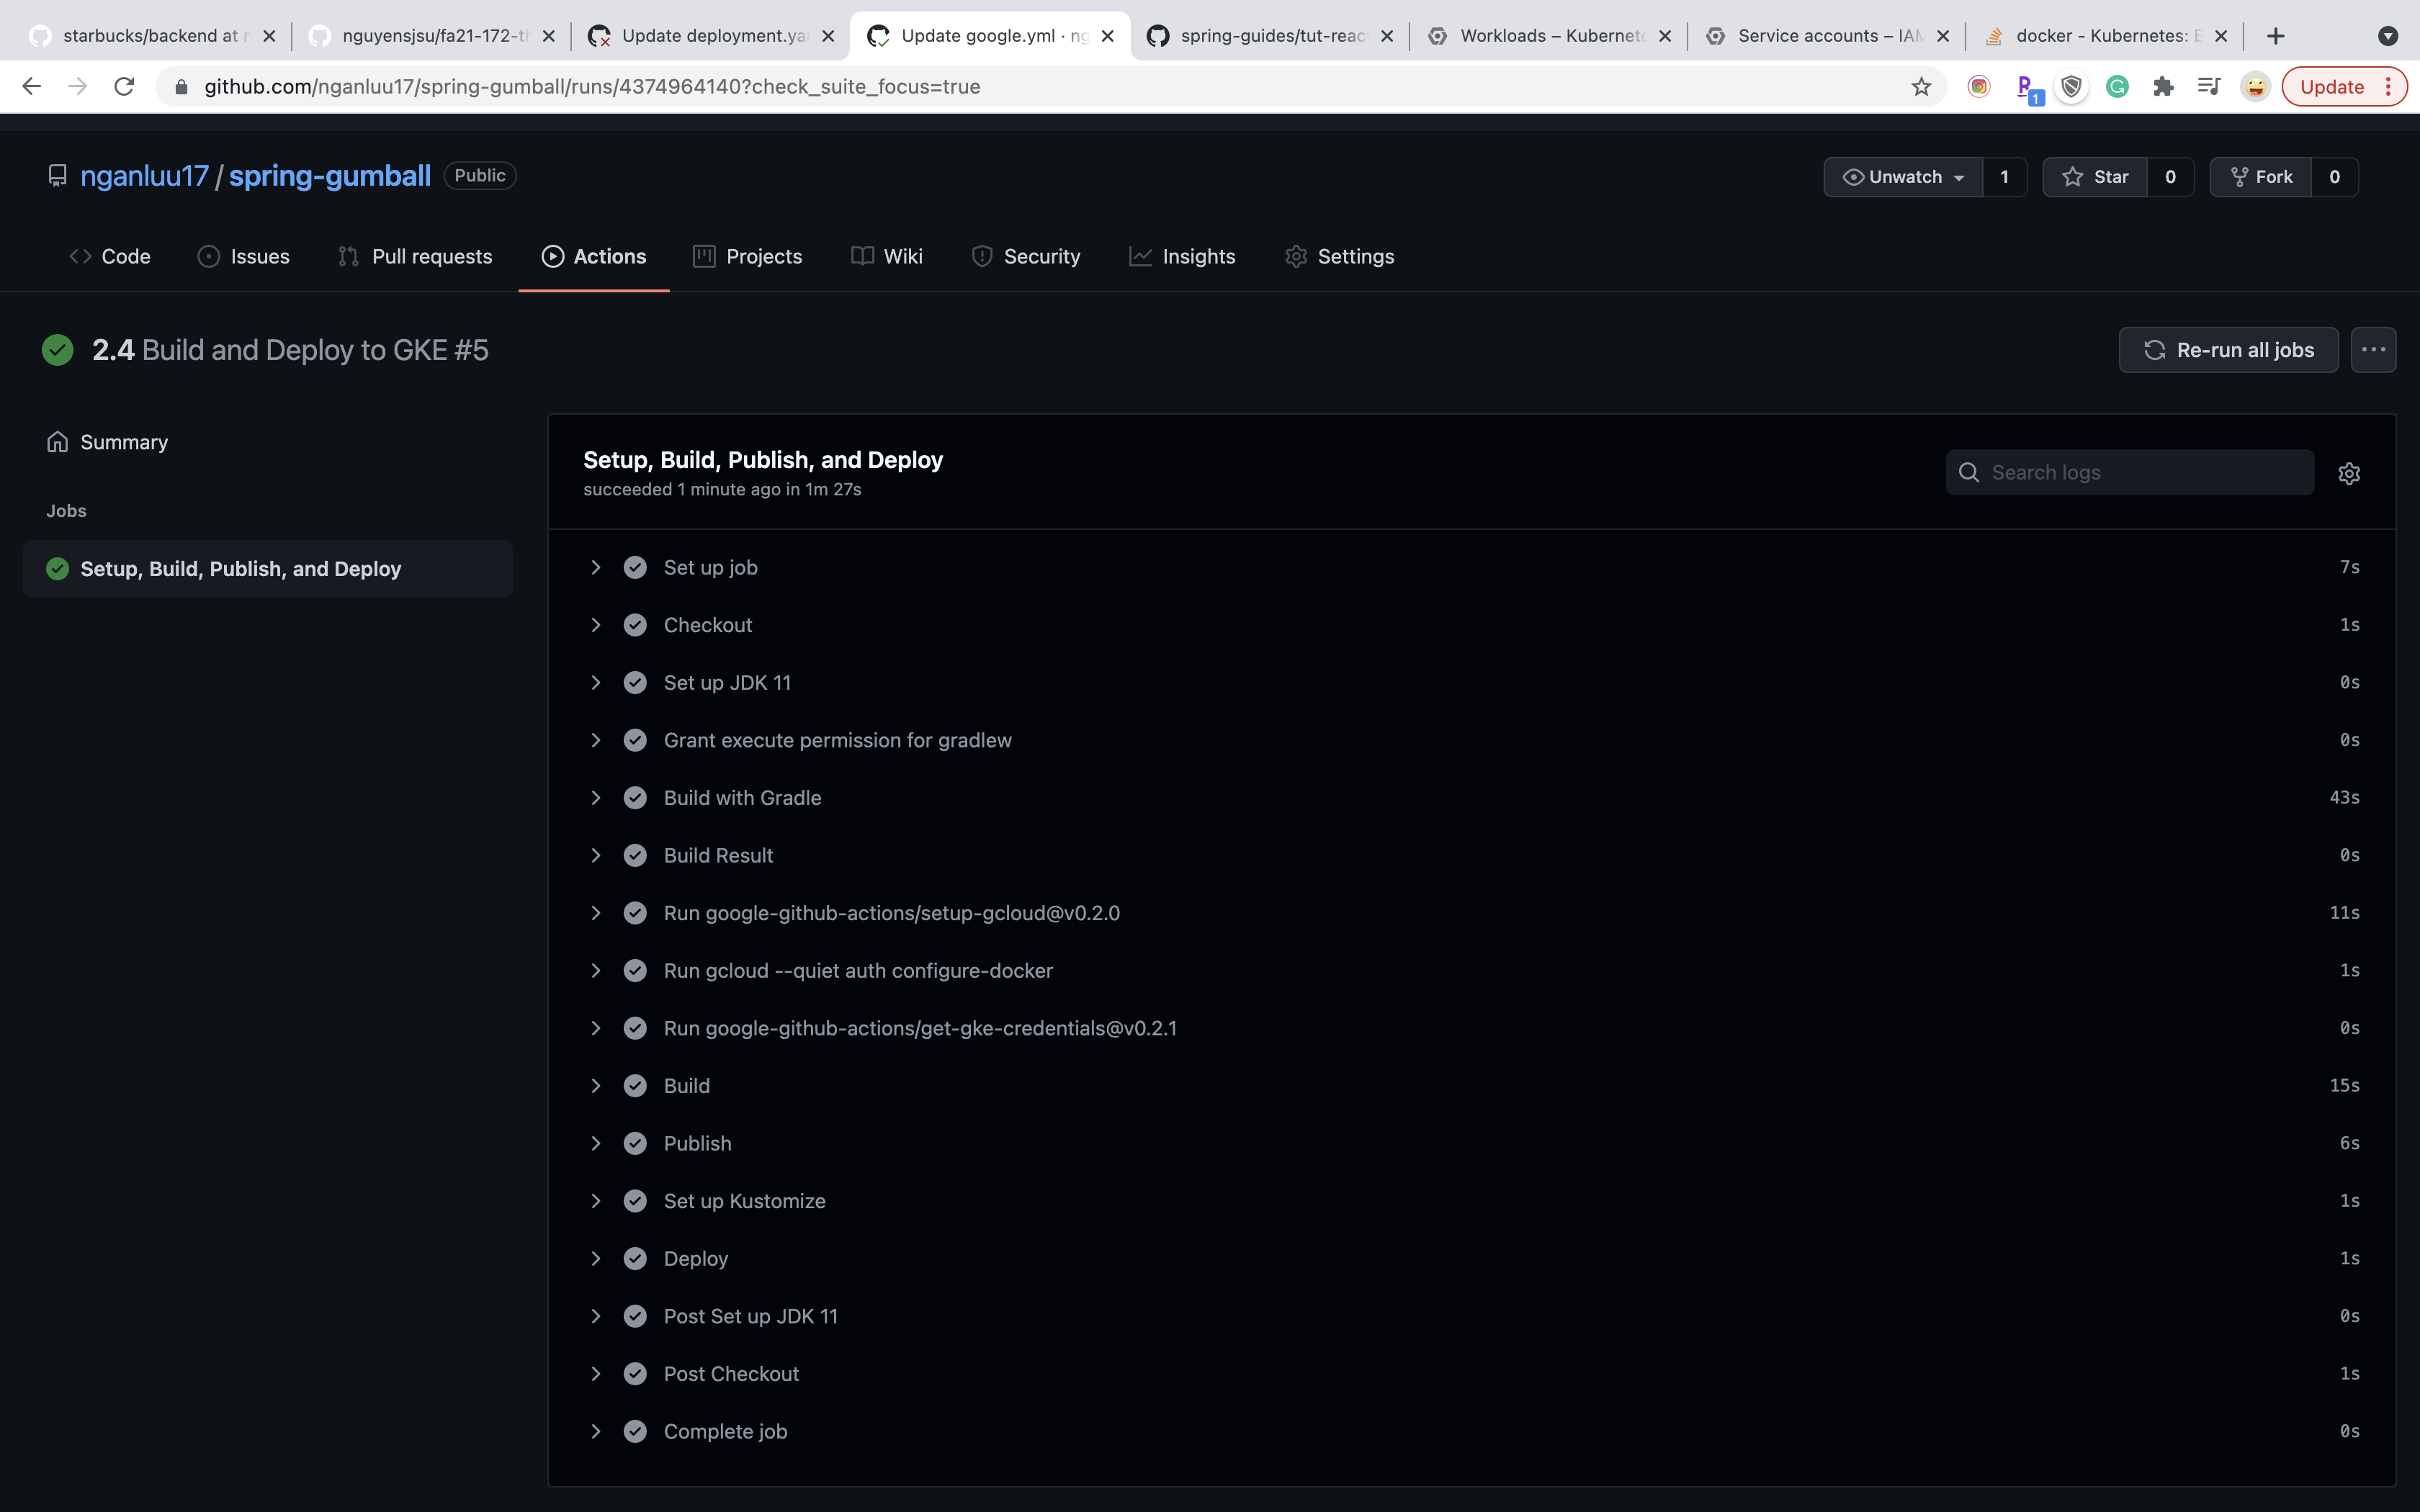 starbucks/backend at
nguyensjsu/fa21-172-
Update deployment.ya
Update google.yml · ng
spring-guides/tut-reac
Workloads – Kubernete
Service accounts – IAM
docker - Kubernetes: E
github.com/nganluu17/spring-gumball/runs/4374964140?check_suite_focus=true
1
Update
nganluu17 / spring-gumball Public
Unwatch 1
Star 0
Fork 0
Code
Issues
Pull requests
Actions
Projects
Wiki
Security
Insights
Settings
2.4 Build and Deploy to GKE #5
Re-run all jobs
Summary
Jobs
Setup, Build, Publish, and Deploy
Setup, Build, Publish, and Deploy
succeeded 1 minute ago in 1m 27s
Search logs
Set up job 7s
Checkout 1s
Set up JDK 11 0s
Grant execute permission for gradlew 0s
Build with Gradle 43s
Build Result 0s
Run google-github-actions/setup-gcloud@v0.2.0 11s
Run gcloud --quiet auth configure-docker 1s
Run google-github-actions/get-gke-credentials@v0.2.1 0s
Build 15s
Publish 6s
Set up Kustomize 1s
Deploy 1s
Post Set up JDK 11 0s
Post Checkout 1s
Complete job 0s